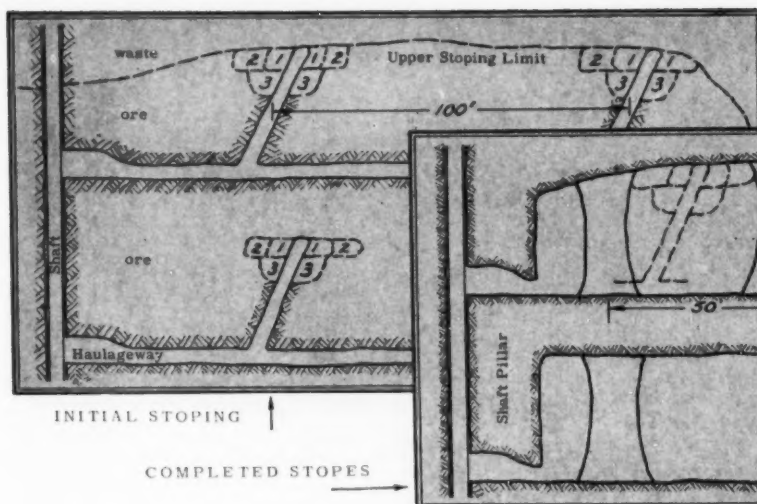 waste
2 1 1 2
3 3
Upper Stoping Limit
2 1
3 3
ore
100'
Shaft
ore
2 1 1 2
3 3
Haulageway
50
Shaft Pillar
INITIAL STOPING
COMPLETED STOPES